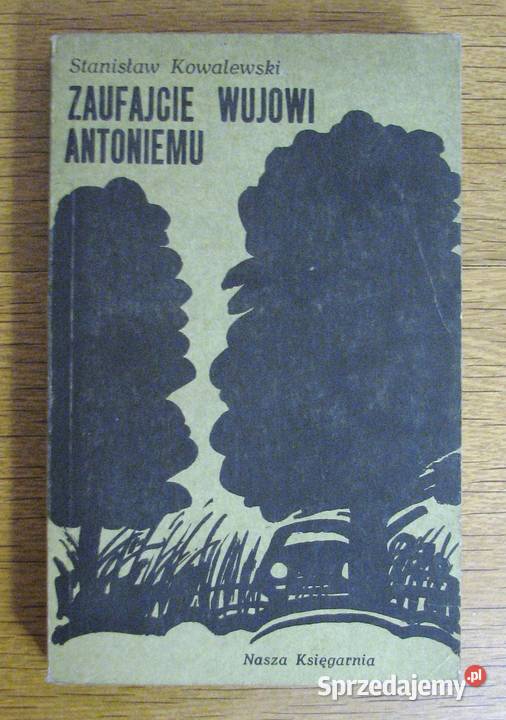 Stanisław Kowalewski
ZAUFAJCIE WUJOWI
ANTONIEMU
Nasza Księgarnia
Sprzedajemy.pl